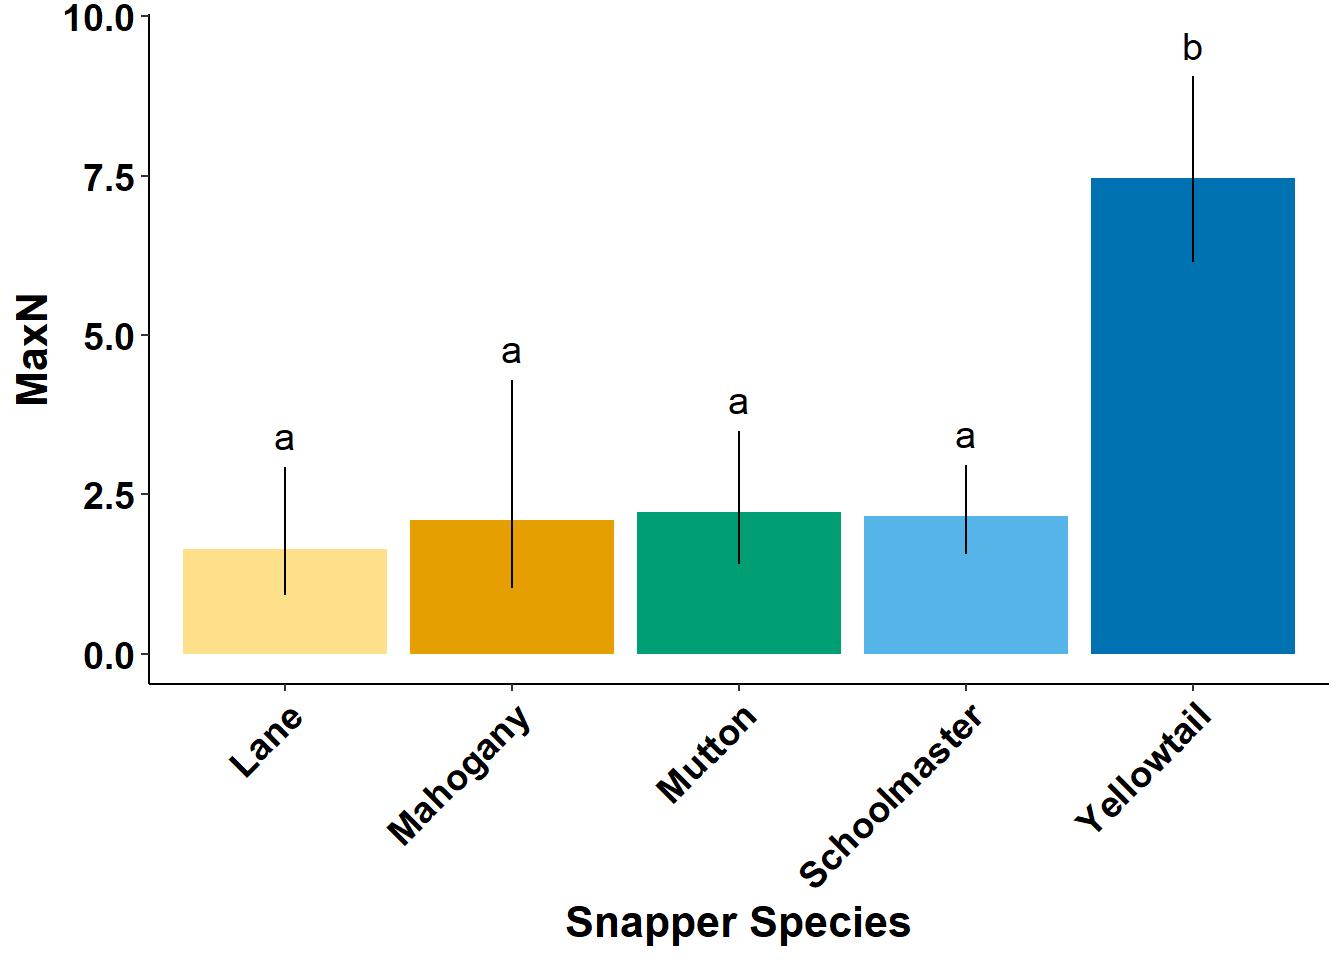 10.0
7.5
5.0
2.5
0.0
MaxN
a
a
a
a
b
Lane
Mahogany
Mutton
Schoolmaster
Yellowtail
Snapper Species